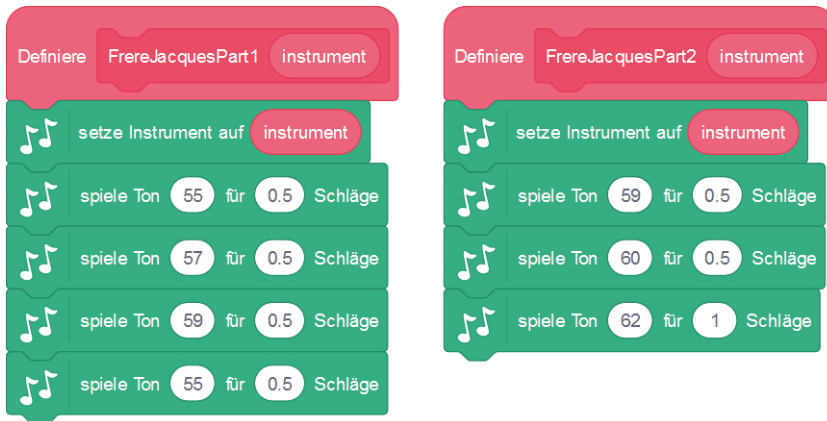 Definiere FrereJacquesPart1 instrument
setze Instrument auf instrument
spiele Ton 55 für 0.5 Schläge
spiele Ton 57 für 0.5 Schläge
spiele Ton 59 für 0.5 Schläge
spiele Ton 55 für 0.5 Schläge
Definiere FrereJacquesPart2 instrument
setze Instrument auf instrument
spiele Ton 59 für 0.5 Schläge
spiele Ton 60 für 0.5 Schläge
spiele Ton 62 für 1 Schläge